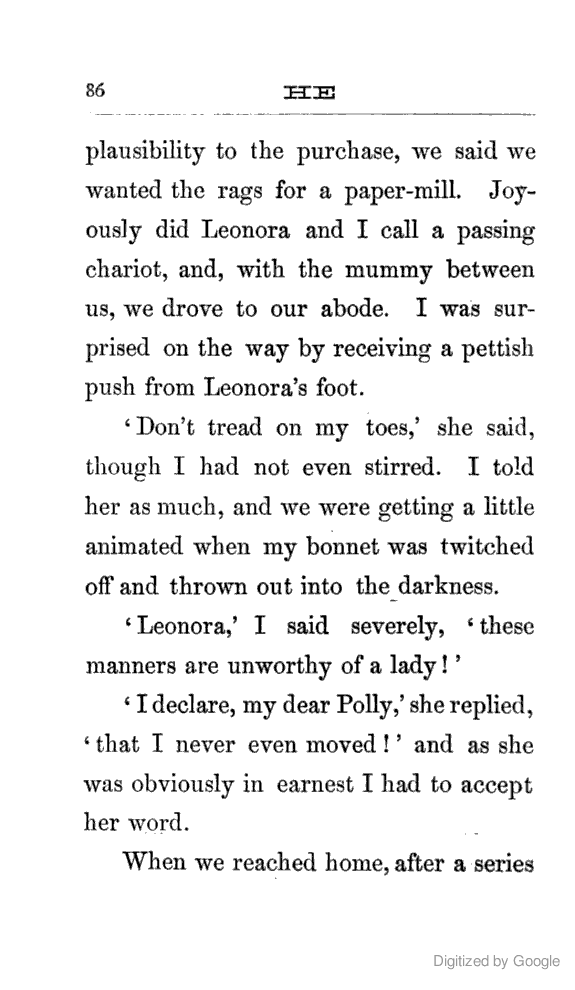 86 HE
plausibility to the purchase, we said we
wanted the rags for a paper-mill. Joy-
ously did Leonora and I call a passing
chariot, and, with the mummy between
us, we drove to our abode. I was sur-
prised on the way by receiving a pettish
push from Leonora's foot.
‘Don't tread on my toes,’ she said,
though I had not even stirred. I told
her as much, and we were getting a little
animated when my bonnet was twitched
off and thrown out into the darkness.
‘Leonora,’ I said severely, ‘these
manners are unworthy of a lady!’
‘I declare, my dear Polly,’ she replied,
‘that I never even moved!’ and as she
was obviously in earnest I had to accept
her word.
When we reached home, after a series
Digitized by Google